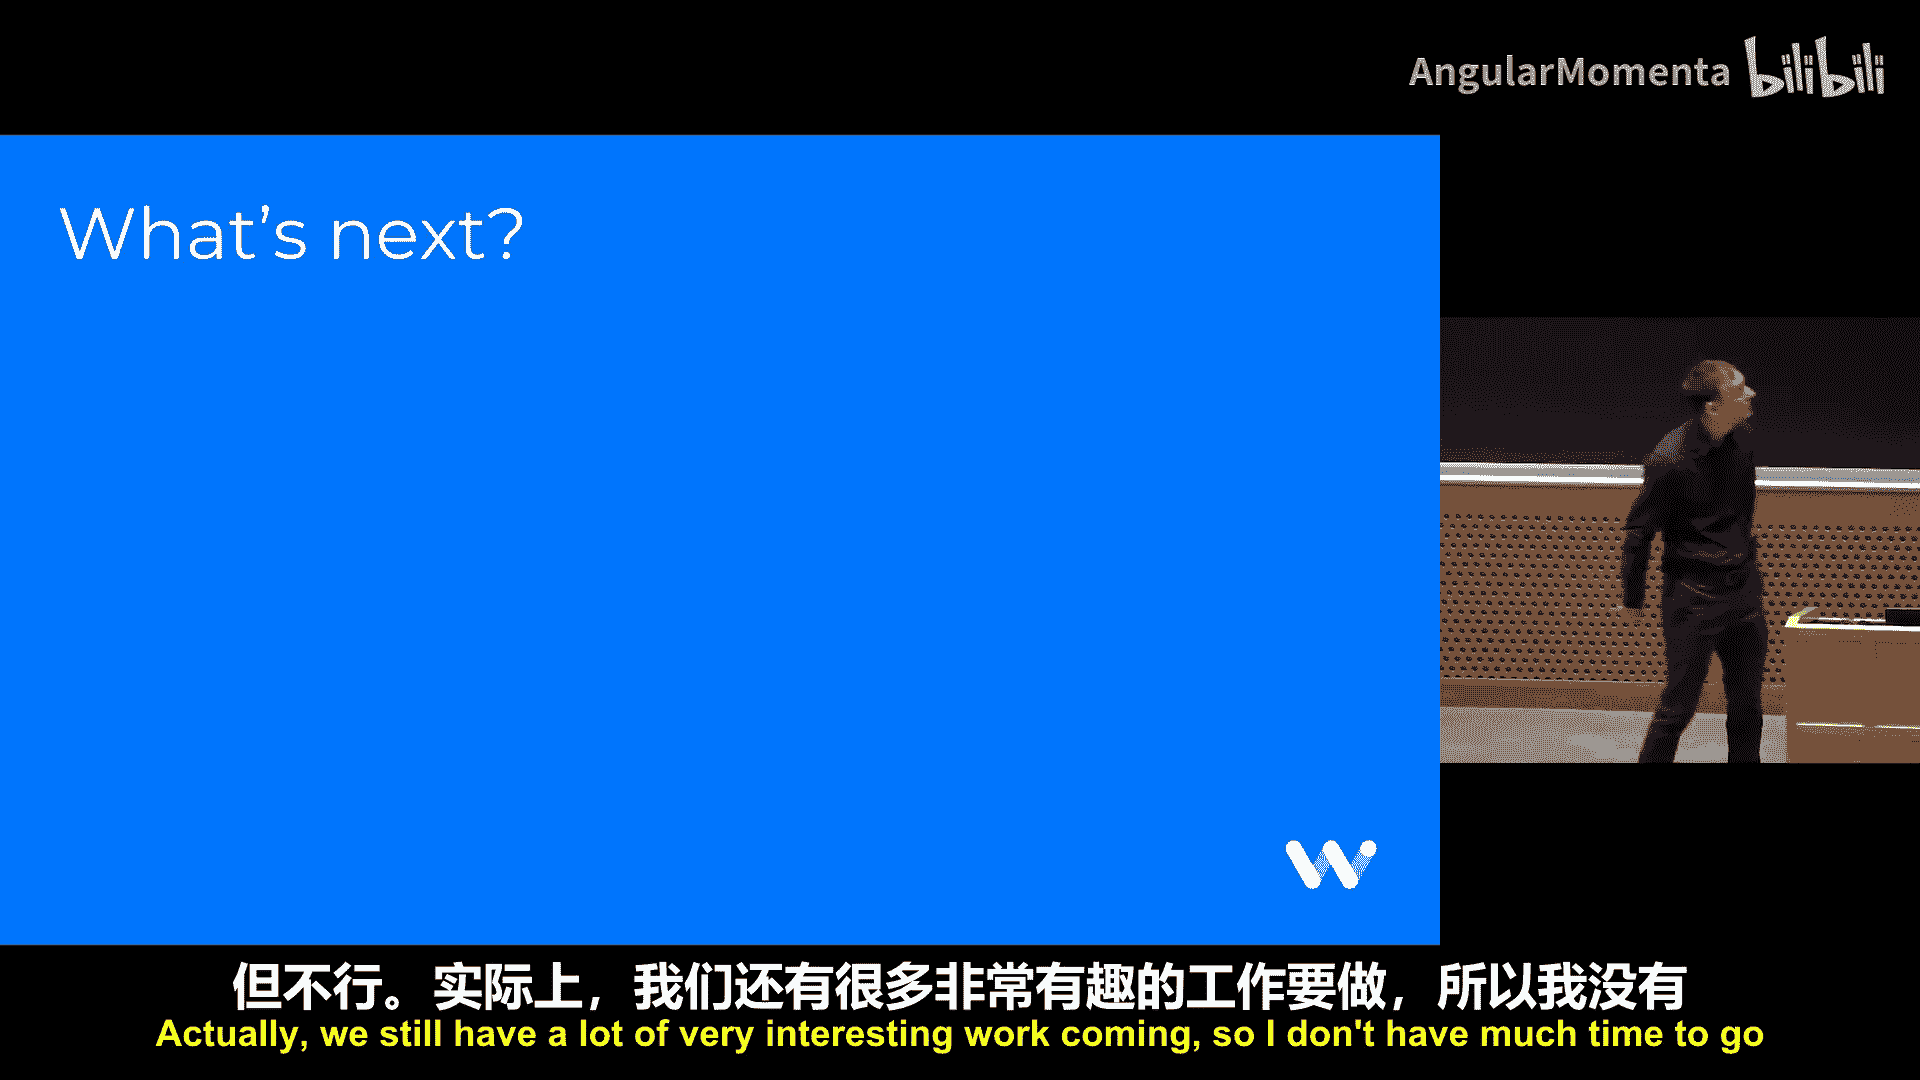 AngularMomenta bilibili
What's next?
但不行。实际上，我们还有很多非常有趣的工作要做，所以我没有
Actually, we still have a lot of very interesting work coming, so I don't have much time to go